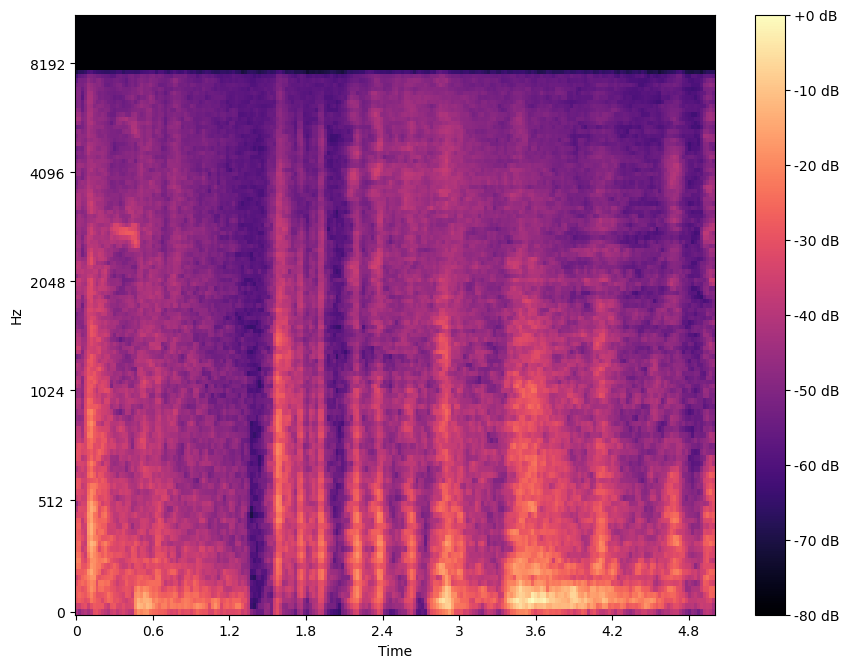 +0 dB
8192
-10 dB
4096
-20 dB
-30 dB
2048
Hz
-40 dB
1024
-50 dB
-60 dB
512
-70 dB
0
-80 dB
0 0.6 1.2 1.8 2.4 3 3.6 4.2 4.8
Time